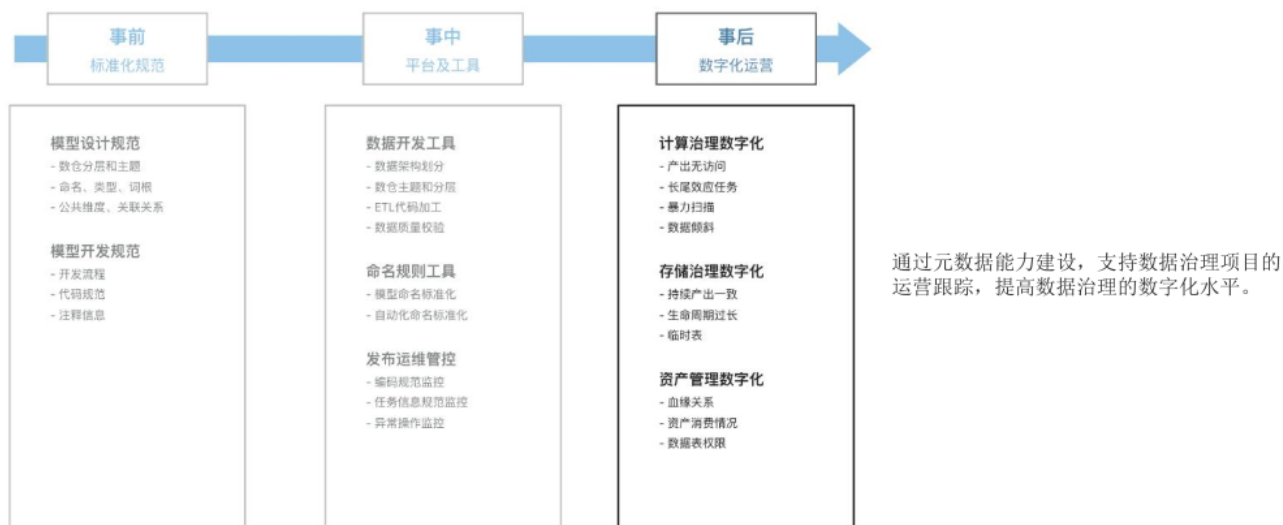 事前
标准化规范
事中
平台及工具
事后
数字化运营
模型设计规范
- 数仓分层和主题
- 命名、类型、词根
- 公共维度、关联关系
模型开发规范
- 开发流程
- 代码规范
- 注释信息
数据开发工具
- 数据架构划分
- 数仓主题和分层
- ETL代码加工
- 数据质量校验
命名规则工具
- 模型命名标准化
- 自动化命名标准化
发布运维管控
- 编码规范监控
- 任务信息规范监控
- 异常操作监控
计算治理数字化
- 产出无访问
- 长尾效应任务
- 暴力扫描
- 数据倾斜
存储治理数字化
- 持续产出一致
- 生命周期过长
- 临时表
资产管理数字化
- 血缘关系
- 资产消费情况
- 数据表权限
通过元数据能力建设，支持数据治理项目的
运营跟踪，提高数据治理的数字化水平。